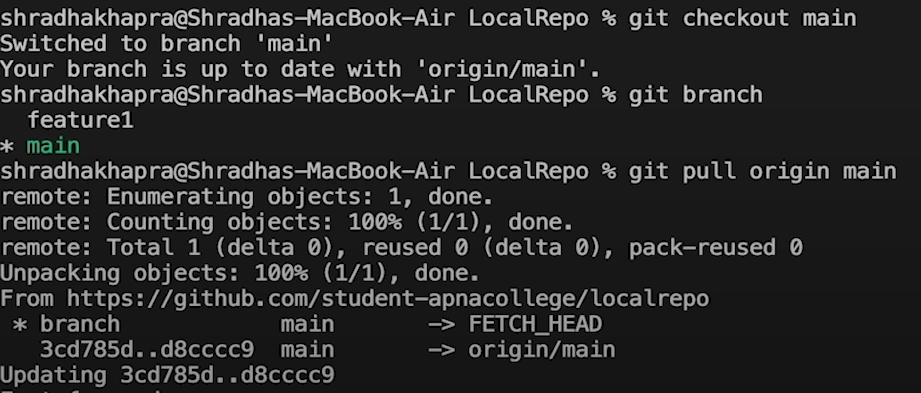 shradhakhapra@Shradhas-MacBook-Air LocalRepo % git checkout main
Switched to branch 'main'
Your branch is up to date with 'origin/main'.
shradhakhapra@Shradhas-MacBook-Air LocalRepo % git branch
  feature1
* main
shradhakhapra@Shradhas-MacBook-Air LocalRepo % git pull origin main
remote: Enumerating objects: 1, done.
remote: Counting objects: 100% (1/1), done.
remote: Total 1 (delta 0), reused 0 (delta 0), pack-reused 0
Unpacking objects: 100% (1/1), done.
From https://github.com/student-apnacollege/localrepo
 * branch            main       -> FETCH_HEAD
   3cd785d..d8cccc9  main       -> origin/main
Updating 3cd785d..d8cccc9